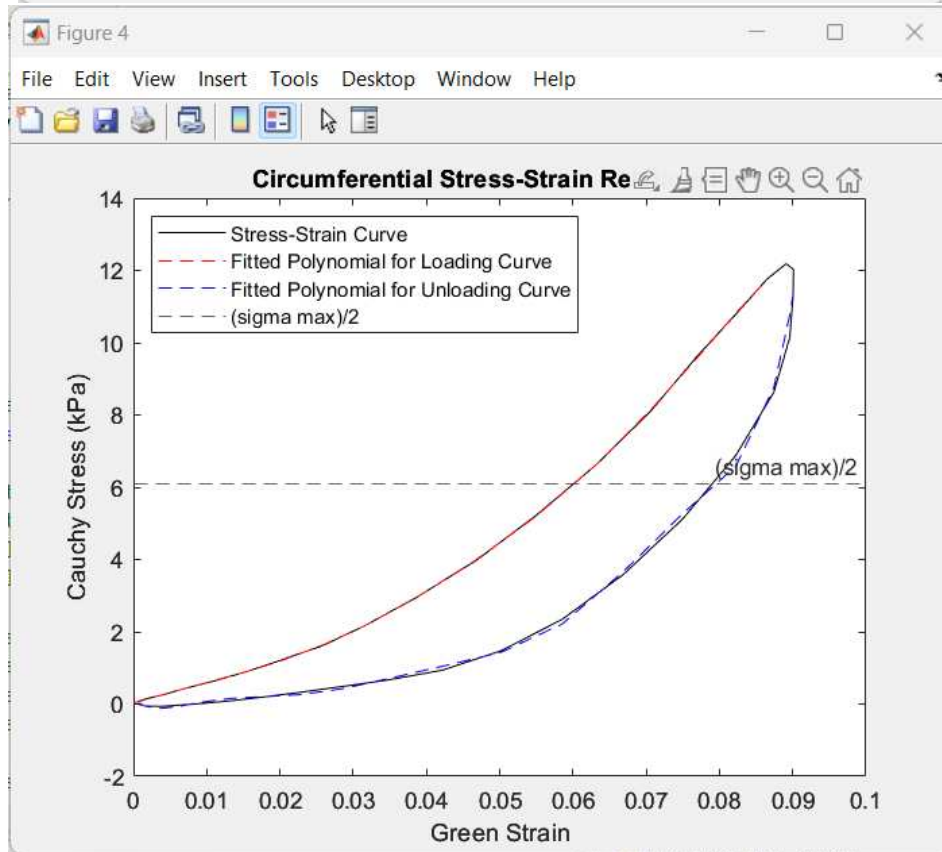 Figure 4
File Edit View Insert Tools Desktop Window Help
Circumferential Stress-Strain Re
14
12
10
8
6
4
2
0
-2
Stress-Strain Curve
Fitted Polynomial for Loading Curve
Fitted Polynomial for Unloading Curve
(sigma max)/2
(sigma max)/2
Cauchy Stress (kPa)
0 0.01 0.02 0.03 0.04 0.05 0.06 0.07 0.08 0.09 0.1
Green Strain